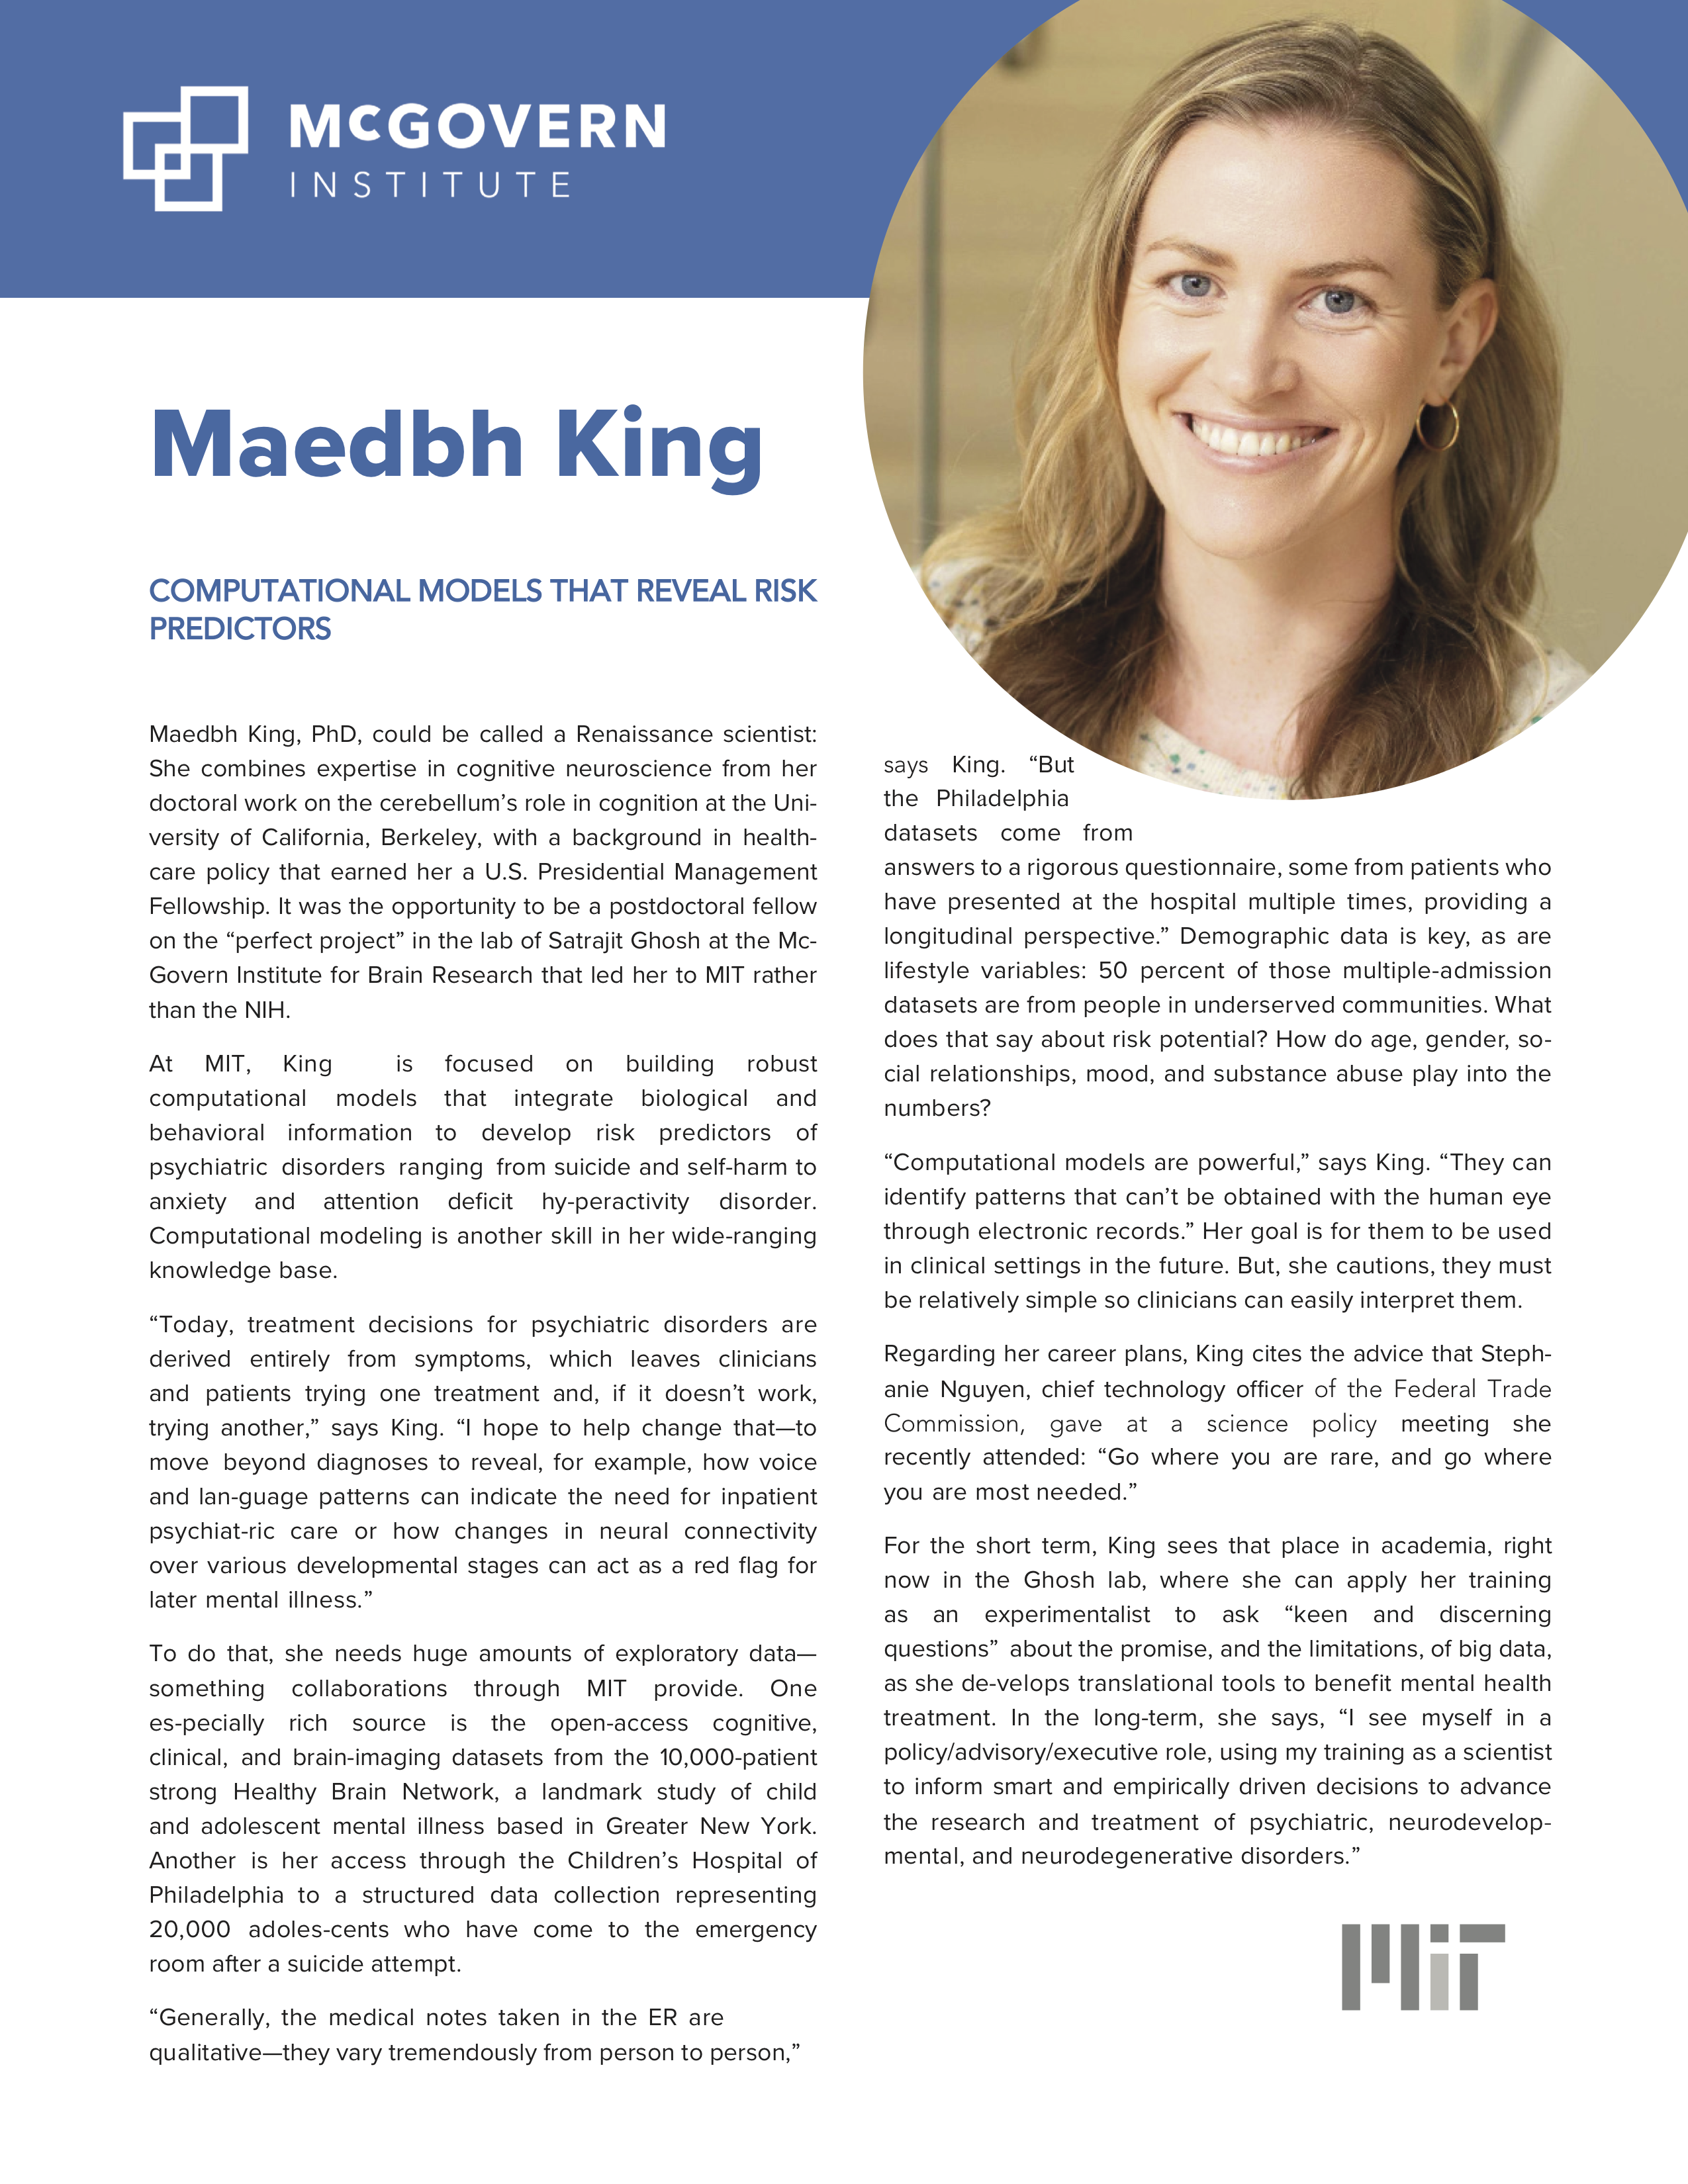 McGOVERN
INSTITUTE
Maedbh King
COMPUTATIONAL MODELS THAT REVEAL RISK
PREDICTORS
Maedbh King, PhD, could be called a Renaissance scientist:
She combines expertise in cognitive neuroscience from her
doctoral work on the cerebellum’s role in cognition at the Uni-
versity of California, Berkeley, with a background in health-
care policy that earned her a U.S. Presidential Management
Fellowship. It was the opportunity to be a postdoctoral fellow
on the “perfect project” in the lab of Satrajit Ghosh at the Mc-
Govern Institute for Brain Research that led her to MIT rather
than the NIH.
At MIT, King is focused on building robust
computational models that integrate biological and
behavioral information to develop risk predictors of
psychiatric disorders ranging from suicide and self-harm to
anxiety and attention deficit hy-peractivity disorder.
Computational modeling is another skill in her wide-ranging
knowledge base.
“Today, treatment decisions for psychiatric disorders are
derived entirely from symptoms, which leaves clinicians
and patients trying one treatment and, if it doesn’t work,
trying another,” says King. “I hope to help change that—to
move beyond diagnoses to reveal, for example, how voice
and lan-guage patterns can indicate the need for inpatient
psychiat-ric care or how changes in neural connectivity
over various developmental stages can act as a red flag for
later mental illness.”
To do that, she needs huge amounts of exploratory data—
something collaborations through MIT provide. One
es-pecially rich source is the open-access cognitive,
clinical, and brain-imaging datasets from the 10,000-patient
strong Healthy Brain Network, a landmark study of child
and adolescent mental illness based in Greater New York.
Another is her access through the Children’s Hospital of
Philadelphia to a structured data collection representing
20,000 adoles-cents who have come to the emergency
room after a suicide attempt.
“Generally, the medical notes taken in the ER are
qualitative—they vary tremendously from person to person,”
says King. “But
the Philadelphia
datasets come from
answers to a rigorous questionnaire, some from patients who
have presented at the hospital multiple times, providing a
longitudinal perspective.” Demographic data is key, as are
lifestyle variables: 50 percent of those multiple-admission
datasets are from people in underserved communities. What
does that say about risk potential? How do age, gender, so-
cial relationships, mood, and substance abuse play into the
numbers?
“Computational models are powerful,” says King. “They can
identify patterns that can’t be obtained with the human eye
through electronic records.” Her goal is for them to be used
in clinical settings in the future. But, she cautions, they must
be relatively simple so clinicians can easily interpret them.
Regarding her career plans, King cites the advice that Steph-
anie Nguyen, chief technology officer of the Federal Trade
Commission, gave at a science policy meeting she
recently attended: “Go where you are rare, and go where
you are most needed.”
For the short term, King sees that place in academia, right
now in the Ghosh lab, where she can apply her training
as an experimentalist to ask “keen and discerning
questions” about the promise, and the limitations, of big data,
as she de-velops translational tools to benefit mental health
treatment. In the long-term, she says, “I see myself in a
policy/advisory/executive role, using my training as a scientist
to inform smart and empirically driven decisions to advance
the research and treatment of psychiatric, neurodevelop-
mental, and neurodegenerative disorders.”
MIT